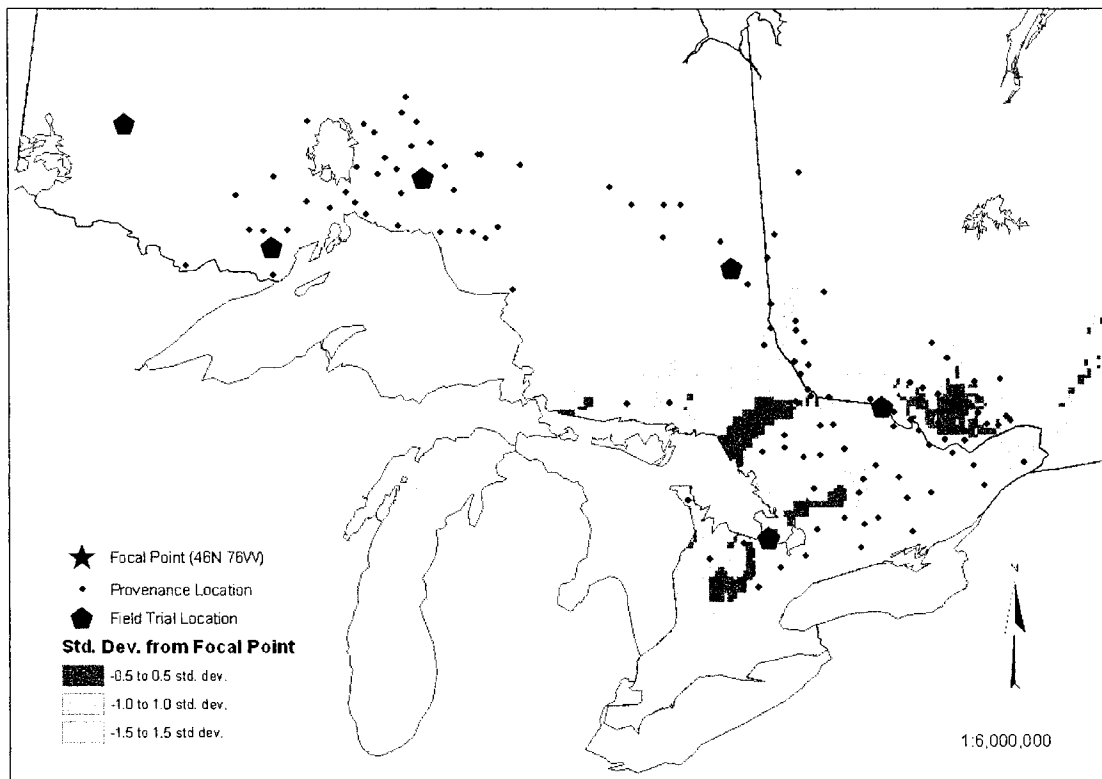 Focal Point (46N 76W)
Provenance Location
Field Trial Location
Std. Dev. from Focal Point
-0.5 to 0.5 std. dev.
-1.0 to 1.0 std. dev.
-1.5 to 1.5 std dev.
1:6,000,000